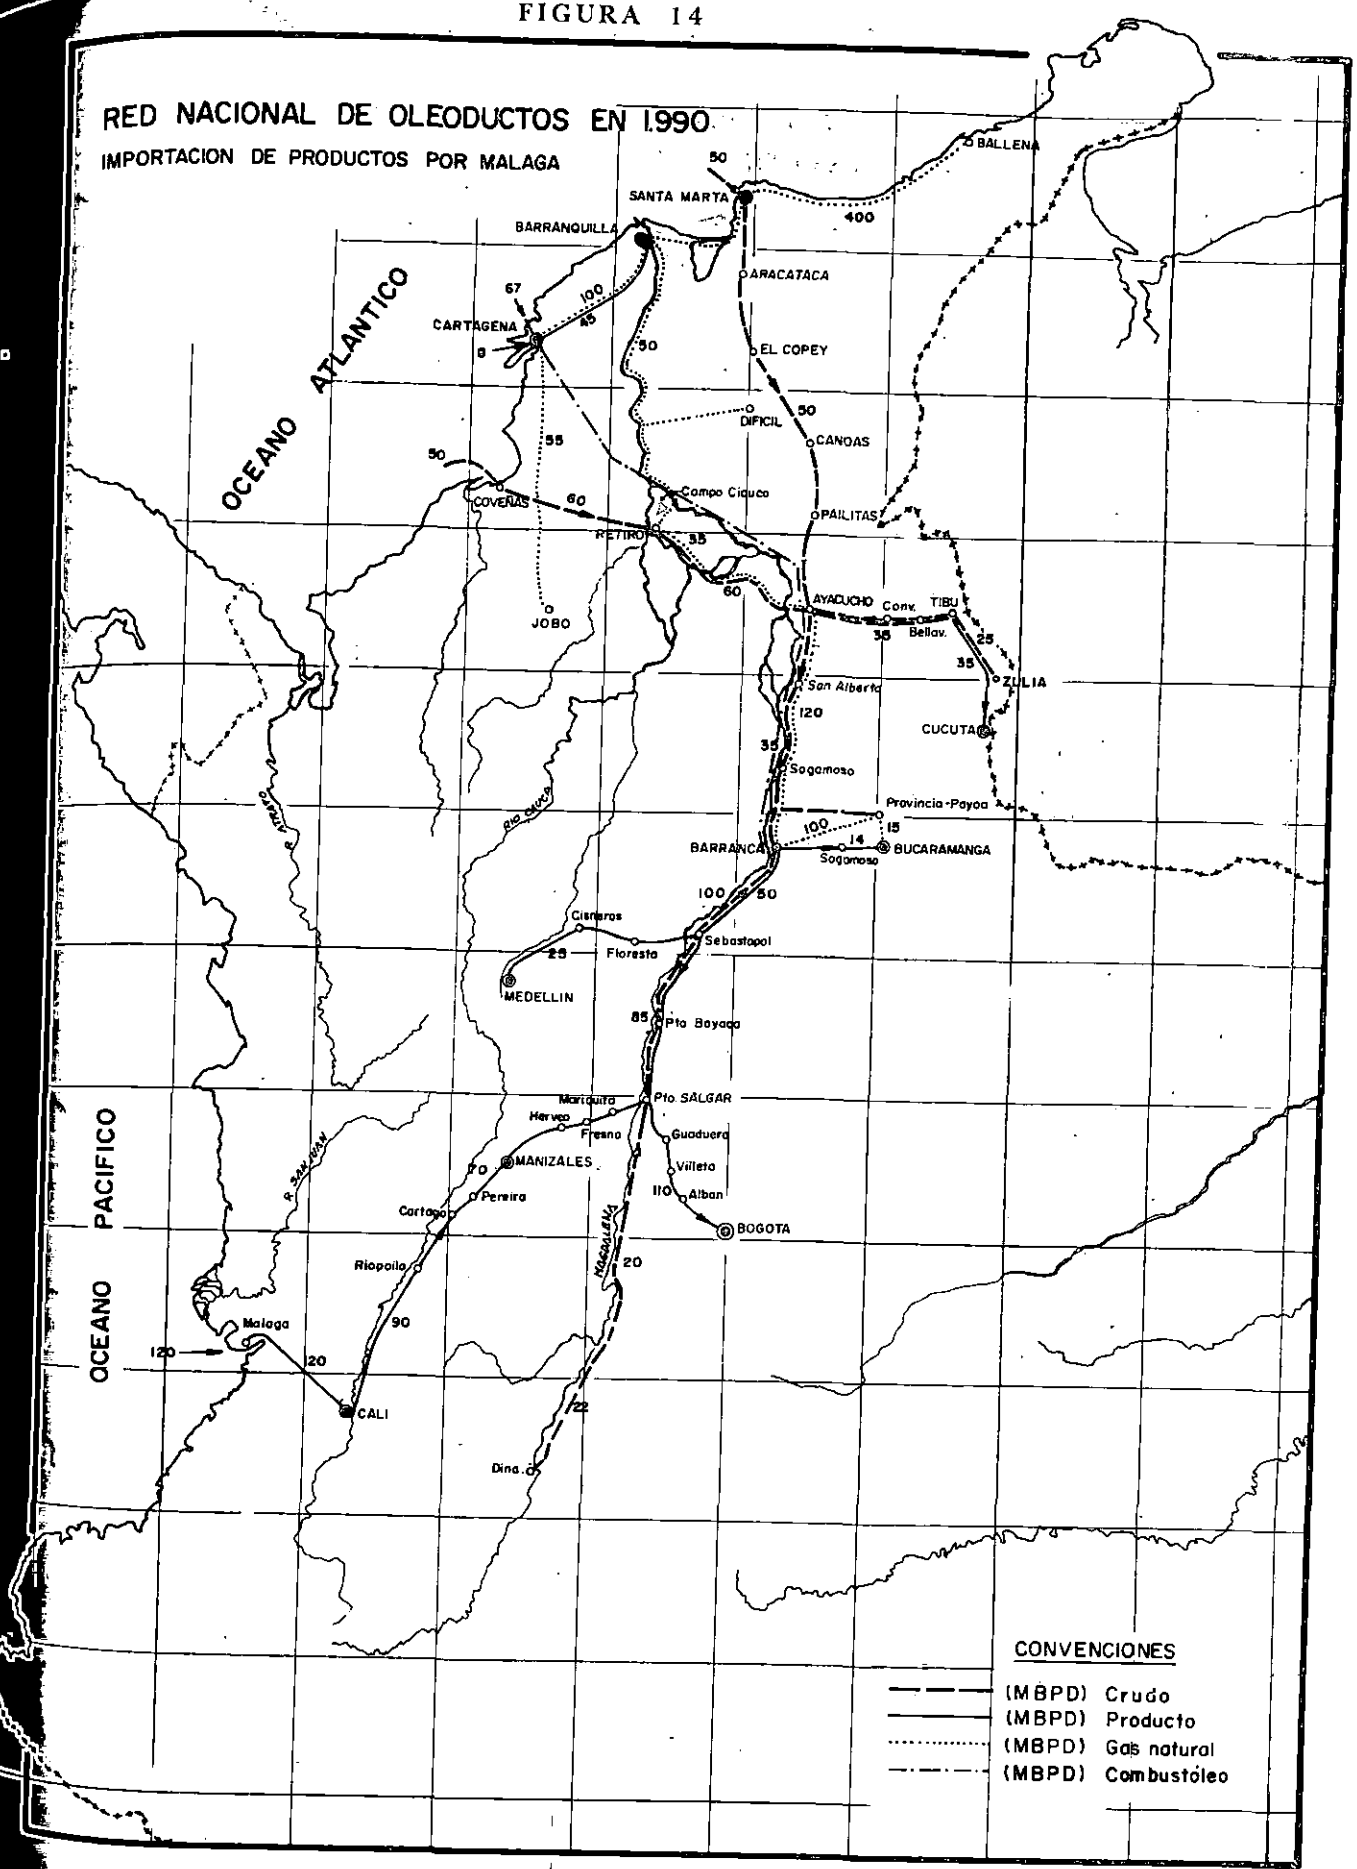 FIGURA 14
RED NACIONAL DE OLEODUCTOS EN 1.990
IMPORTACION DE PRODUCTOS POR MALAGA
50
SANTA MARTA
BALLENA
400
BARRANQUILLA
ARACATACA
OCEANO ATLANTICO
67
100
45
CARTAGENA
8
50
EL COPEY
DIFICIL
50
CANOAS
55
50
COVEÑAS
60
Campo Cicuco
PAILITAS
RETIRO
35
60
AYACUCHO
Conv.
TIBU
35
Bellav.
25
35
JOBO
ZULIA
San Alberto
120
CUCUTA
35
Sogamoso
R. ATRATO
RIO CAUCA
Provincia-Payoa
100
15
BARRANCA
14
Sogamoso
BUCARAMANGA
100
50
Cisneros
Floresta
Sebastopol
25
MEDELLIN
85
Pto Boyaca
Mariquita
Pto SALGAR
Herveo
Fresno
Guaduero
MANIZALES
70
Villeta
Pereira
110
Alban
Cartago
BOGOTA
R. SAN JUAN
MAGDALENA
20
Riopaila
OCEANO PACIFICO
90
Malaga
120
120
CALI
22
Dina.
CONVENCIONES
(MBPD) Crudo
(MBPD) Producto
(MBPD) Gas natural
(MBPD) Combustóleo